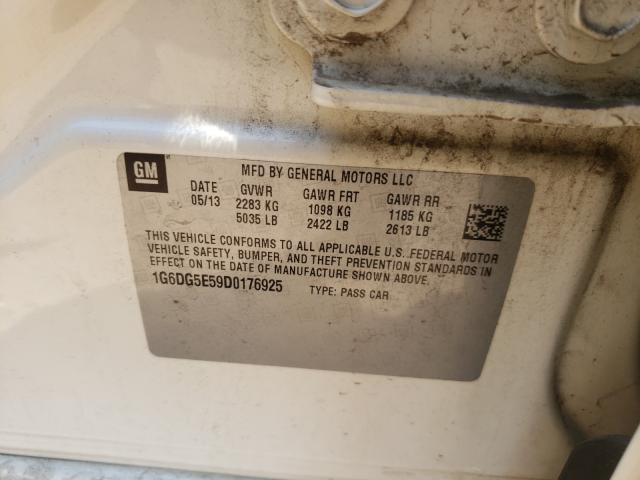 GM
MFD BY GENERAL MOTORS LLC
DATE GVWR GAWR FRT GAWR RR
05/13 2283 KG 1098 KG 1185 KG
5035 LB 2422 LB 2613 LB
THIS VEHICLE CONFORMS TO ALL APPLICABLE U.S. FEDERAL MOTOR
VEHICLE SAFETY, BUMPER, AND THEFT PREVENTION STANDARDS IN
EFFECT ON THE DATE OF MANUFACTURE SHOWN ABOVE.
1G6DG5E59D0176925 TYPE: PASS CAR